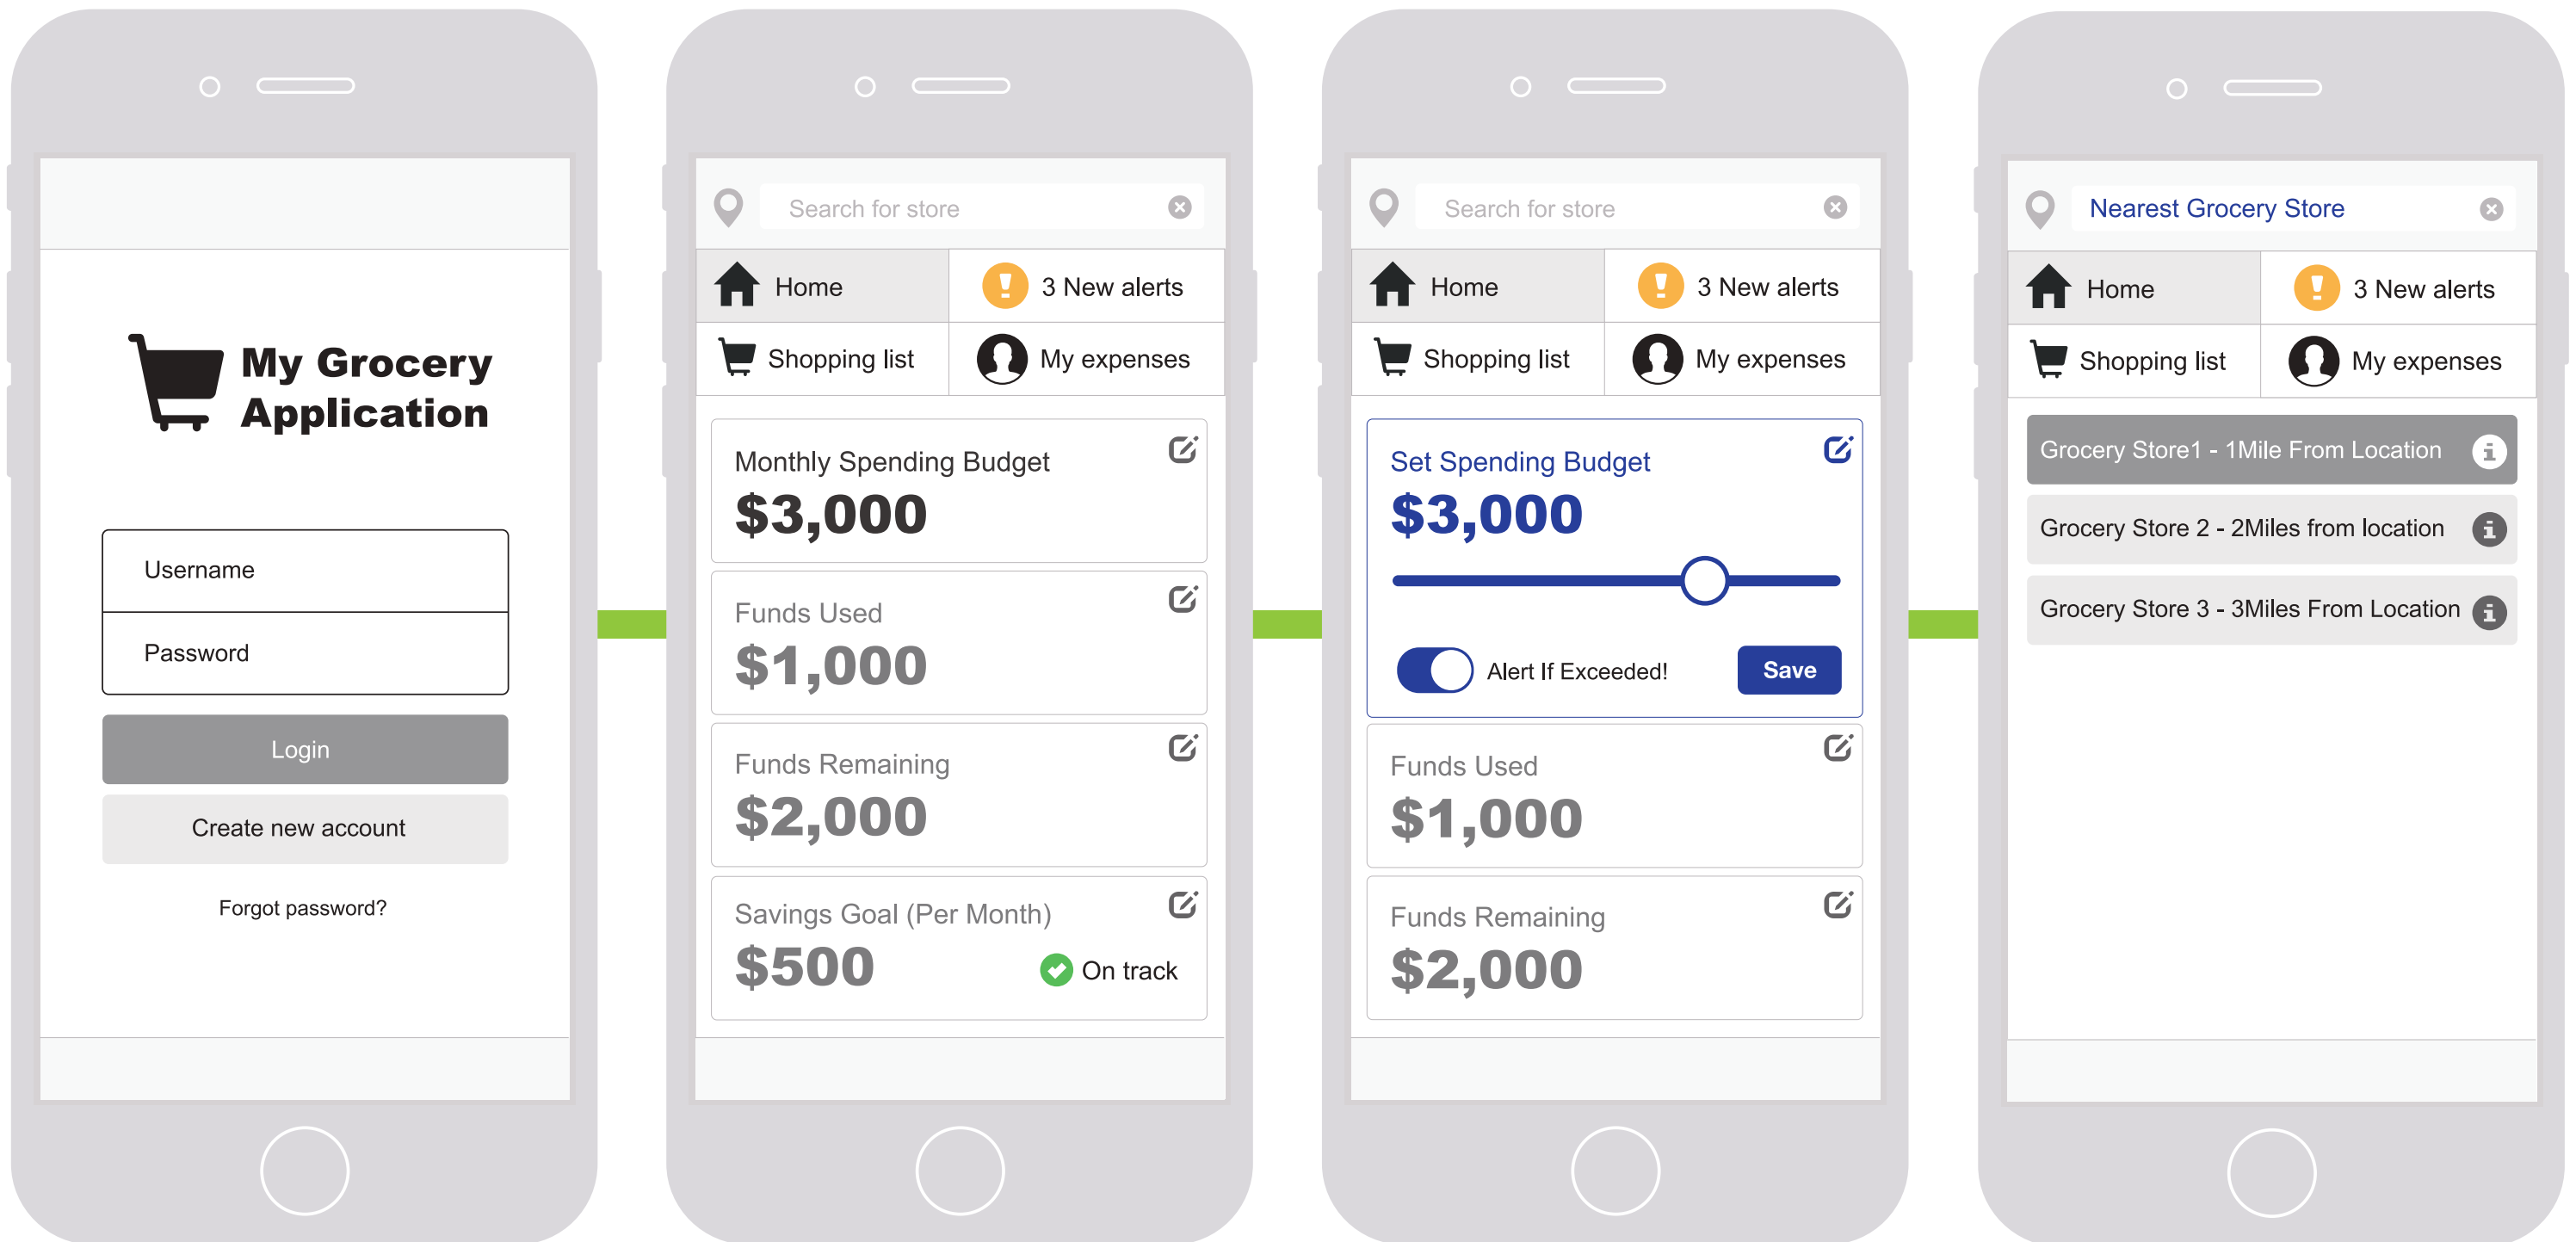 My Grocery
Application
Username
Password
Login
Create new account
Forgot password?
Search for store
Home
3 New alerts
Shopping list
My expenses
Monthly Spending Budget
$3,000
Funds Used
$1,000
Funds Remaining
$2,000
Savings Goal (Per Month)
$500
On track
Search for store
Home
3 New alerts
Shopping list
My expenses
Set Spending Budget
$3,000
Alert If Exceeded!
Save
Funds Used
$1,000
Funds Remaining
$2,000
Nearest Grocery Store
Home
3 New alerts
Shopping list
My expenses
Grocery Store1 - 1Mile From Location
Grocery Store 2 - 2Miles from location
Grocery Store 3 - 3Miles From Location